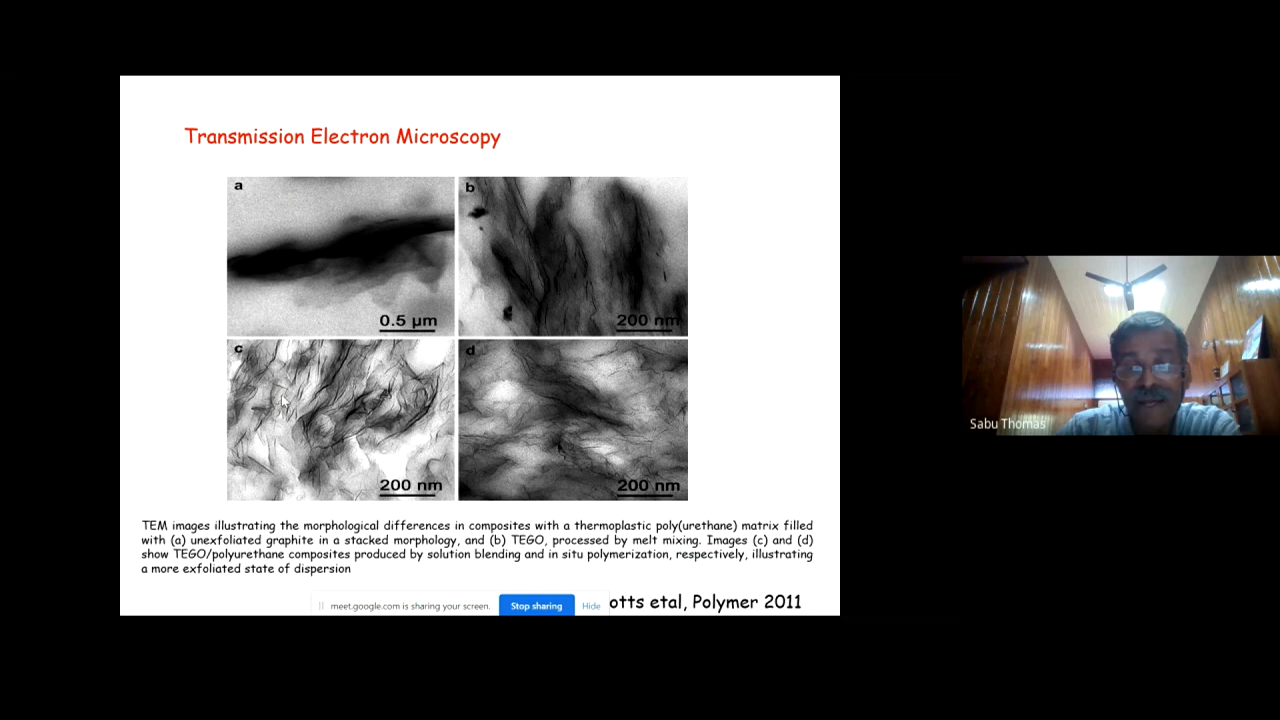 Transmission Electron Microscopy
a
b
0.5 μm
200 nm
c
d
200 nm
200 nm
TEM images illustrating the morphological differences in composites with a thermoplastic poly(urethane) matrix filled
with (a) unexfoliated graphite in a stacked morphology, and (b) TEGO, processed by melt mixing. Images (c) and (d)
show TEGO/polyurethane composites produced by solution blending and in situ polymerization, respectively, illustrating
a more exfoliated state of dispersion
meet.google.com is sharing your screen.
Stop sharing
Hide
otts etal, Polymer 2011
Sabu Thomas